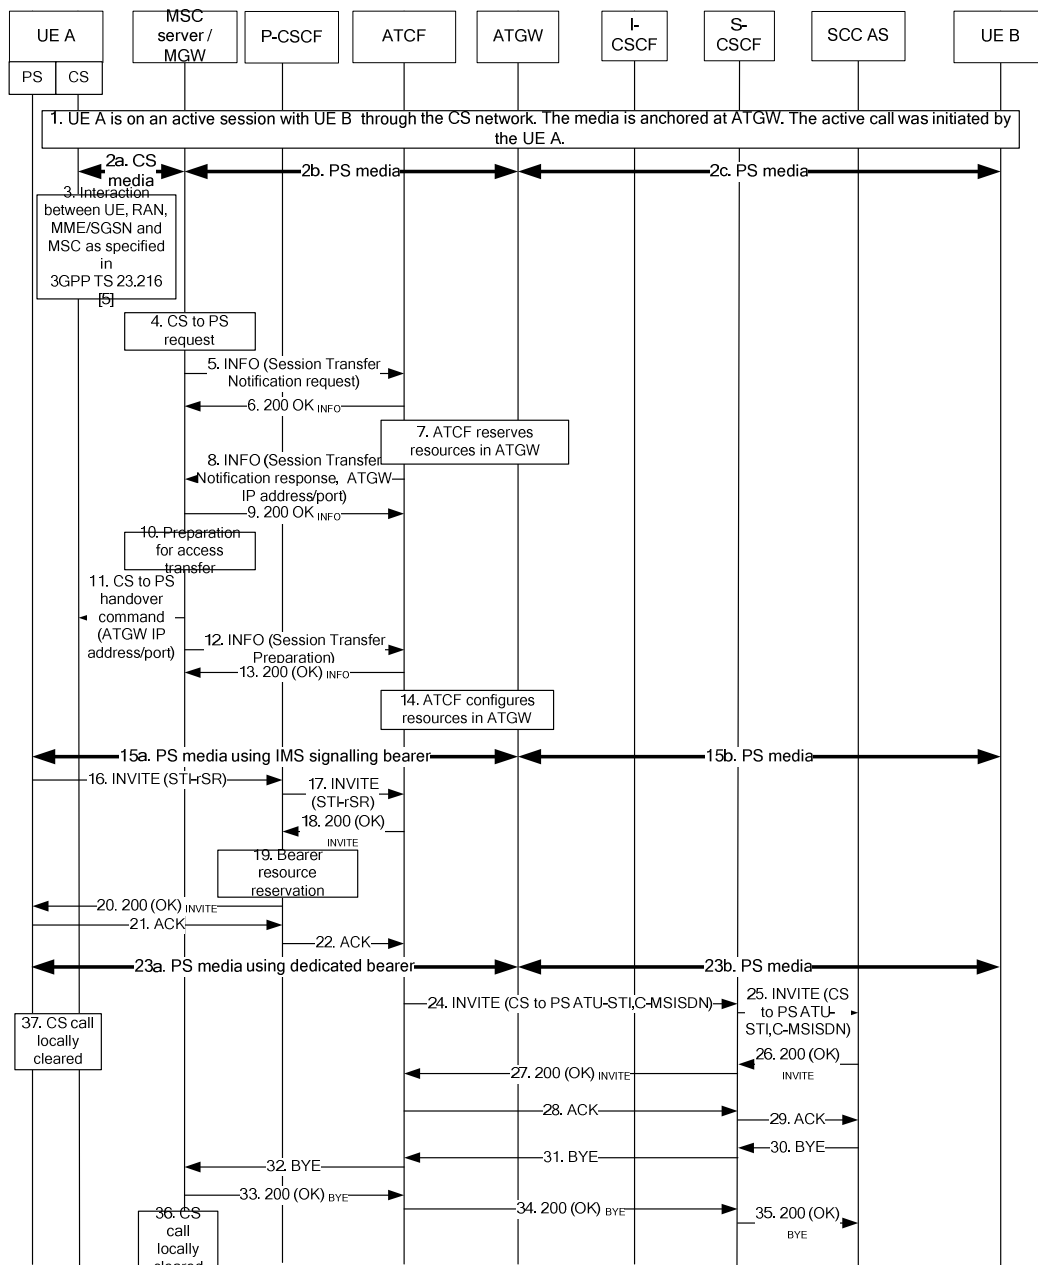 UE A
MSC
server /
MGW
P-CSCF
ATCF
ATGW
I-
CSCF
S-
CSCF
SCC AS
UE B
PS
CS
1. UE A is on an active session with UE B through the CS network. The media is anchored at ATGW. The active call was initiated by
the UE A.
2a. CS
media
2b. PS media
2c. PS media
3. Interaction
between UE, RAN,
MME/SGSN and
MSC as specified
in
3GPP TS 23.216
[5]
4. CS to PS
request
5. INFO (Session Transfer
Notification request)
6. 200 OK INFO
7. ATCF reserves
resources in ATGW
8. INFO (Session Transfer
Notification response, ATGW
IP address/port)
9. 200 OK INFO
10. Preparation
for access
transfer
11. CS to PS
handover
command
(ATGW IP
address/port)
12. INFO (Session Transfer
Preparation)
13. 200 (OK) INFO
14. ATCF configures
resources in ATGW
15a. PS media using IMS signalling bearer
15b. PS media
16. INVITE (STI-rSR)
17. INVITE
(STI-rSR)
18. 200 (OK)
INVITE
19. Bearer
resource
reservation
20. 200 (OK) INVITE
21. ACK
22. ACK
23a. PS media using dedicated bearer
23b. PS media
24. INVITE (CS to PS ATU-STI,C-MSISDN)
25. INVITE (CS
to PS ATU-
STI,C-MSISDN)
37. CS call
locally
cleared
26. 200 (OK)
INVITE
27. 200 (OK) INVITE
28. ACK
29. ACK
30. BYE
31. BYE
32. BYE
33. 200 (OK) BYE
34. 200 (OK) BYE
35. 200 (OK)
BYE
36. CS
call
locally
cleared